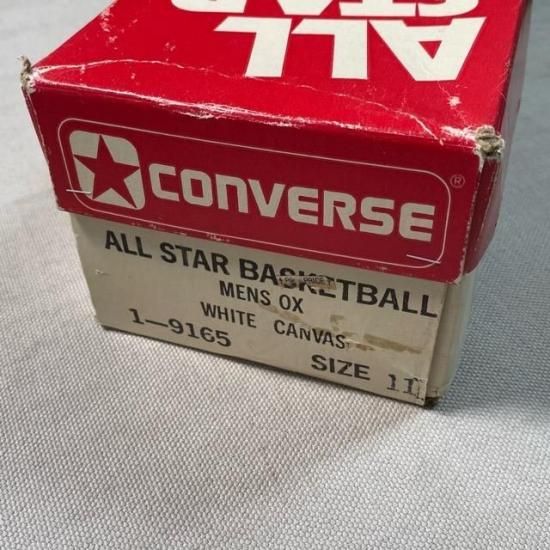 ALL
STAR
CONVERSE®
ALL STAR BASKETBALL
MENS OX
WHITE CANVAS
1—9165
SIZE 11